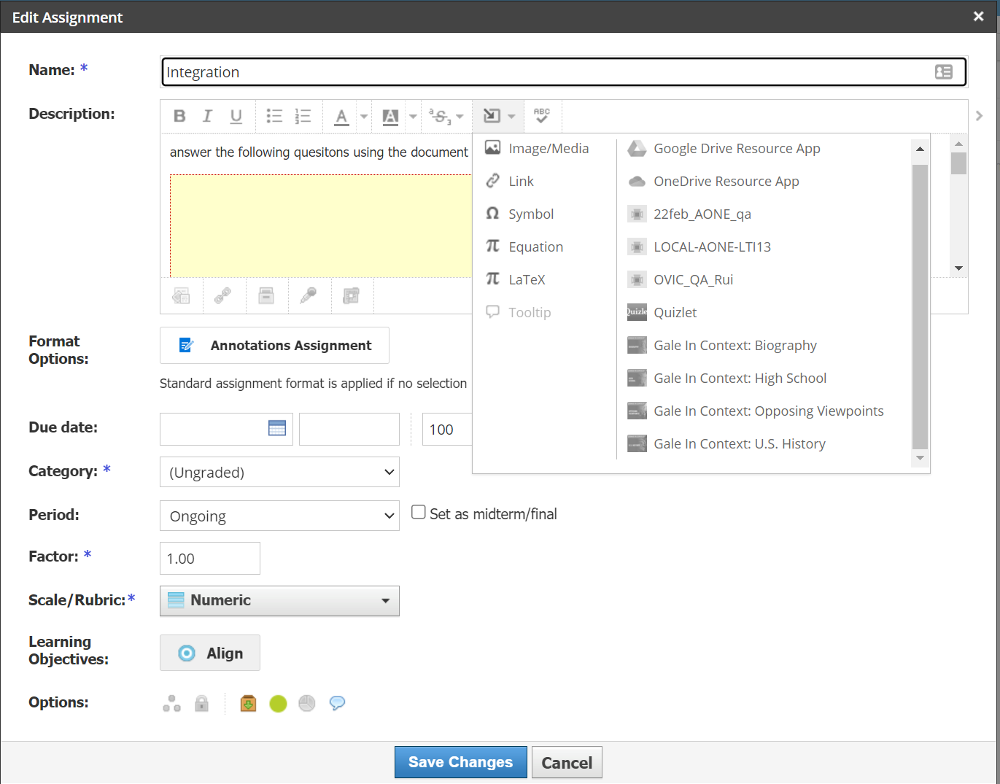 Edit Assignment
Name: *
Integration
Description:
B I U
A A aS3
ABC
answer the following quesitons using the document
Image/Media
Link
Symbol
Equation
LaTeX
Tooltip
Google Drive Resource App
OneDrive Resource App
22feb_AONE_qa
LOCAL-AONE-LTI13
OVIC_QA_Rui
Quizlet
Gale In Context: Biography
Gale In Context: High School
Gale In Context: Opposing Viewpoints
Gale In Context: U.S. History
Format
Options:
Annotations Assignment
Standard assignment format is applied if no selection
Due date:
100
Category: *
(Ungraded)
Period:
Ongoing
Set as midterm/final
Factor: *
1.00
Scale/Rubric:*
Numeric
Learning
Objectives:
Align
Options:
Save Changes
Cancel